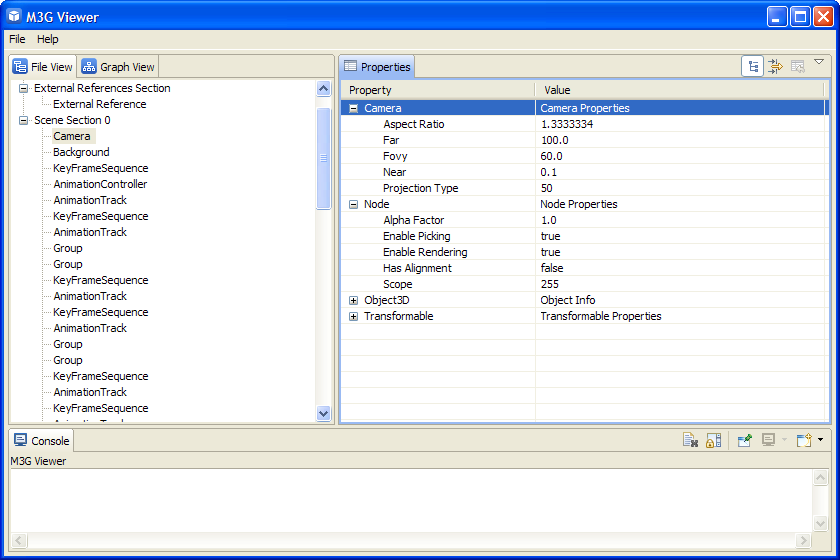 M3G Viewer
File Help
File View Graph View
External References Section
External Reference
Scene Section 0
Camera
Background
KeyFrameSequence
AnimationController
AnimationTrack
KeyFrameSequence
AnimationTrack
Group
Group
KeyFrameSequence
AnimationTrack
KeyFrameSequence
AnimationTrack
Group
Group
KeyFrameSequence
AnimationTrack
KeyFrameSequence
AnimationTrack
Properties
Property Value
Camera Camera Properties
Aspect Ratio 1.3333334
Far 100.0
Fovy 60.0
Near 0.1
Projection Type 50
Node Node Properties
Alpha Factor 1.0
Enable Picking true
Enable Rendering true
Has Alignment false
Scope 255
Object3D Object Info
Transformable Transformable Properties
Console
M3G Viewer